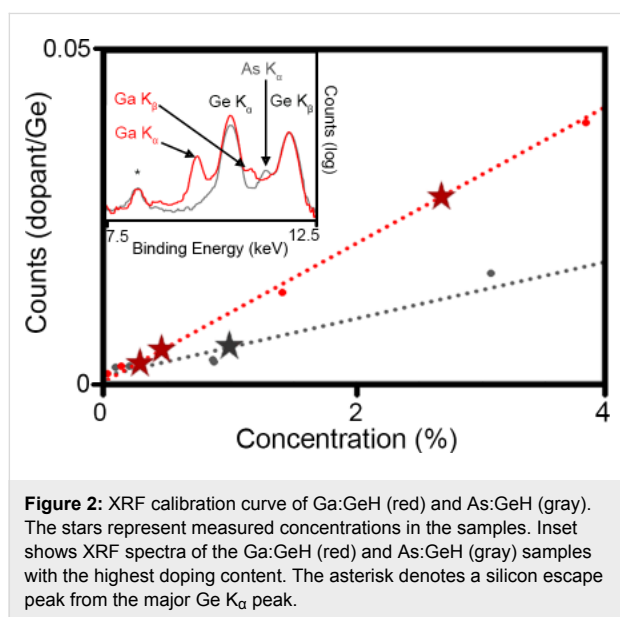 0.05
Counts (dopant/Ge)
As Kα
Ga Kβ
Ge Kα
Ge Kβ
Ga Kα
*
Counts (log)
7.5
12.5
Binding Energy (keV)
0
0
2
4
Concentration (%)
Figure 2: XRF calibration curve of Ga:GeH (red) and As:GeH (gray).
The stars represent measured concentrations in the samples. Inset
shows XRF spectra of the Ga:GeH (red) and As:GeH (gray) samples
with the highest doping content. The asterisk denotes a silicon escape
peak from the major Ge Kα peak.